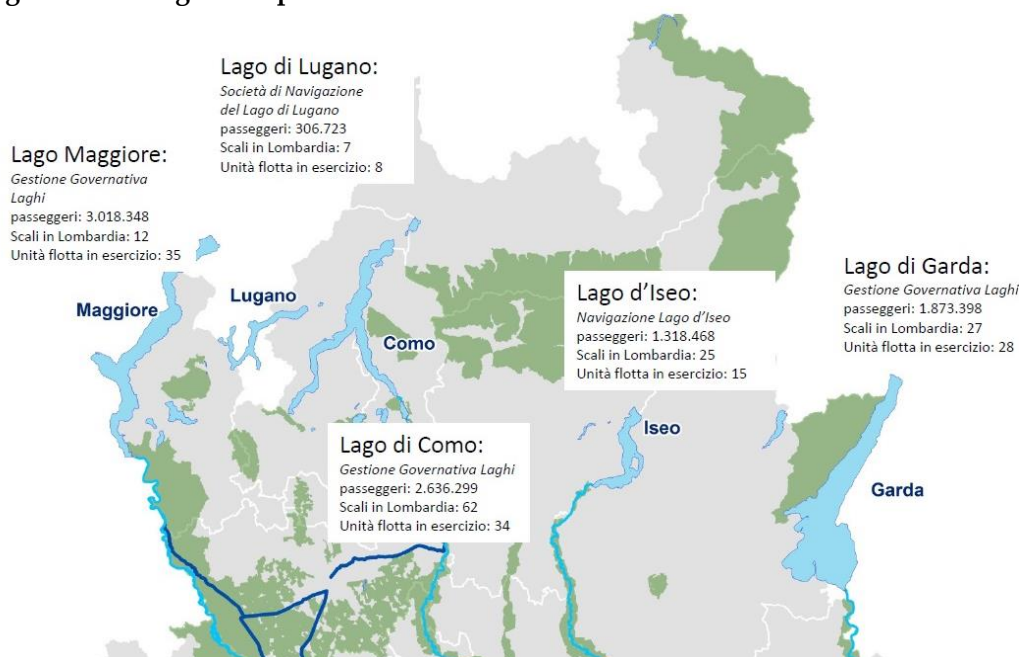 Lago di Lugano:
Società di Navigazione
del Lago di Lugano
passeggeri: 306.723
Scali in Lombardia: 7
Unità flotta in esercizio: 8
Lago Maggiore:
Gestione Governativa
Laghi
passeggeri: 3.018.348
Scali in Lombardia: 12
Unità flotta in esercizio: 35
Lago di Garda:
Gestione Governativa Laghi
passeggeri: 1.873.398
Scali in Lombardia: 27
Unità flotta in esercizio: 28
Lago d'Iseo:
Navigazione Lago d'Iseo
passeggeri: 1.318.468
Scali in Lombardia: 25
Unità flotta in esercizio: 15
Maggiore
Lugano
Como
Iseo
Lago di Como:
Gestione Governativa Laghi
passeggeri: 2.636.299
Scali in Lombardia: 62
Unità flotta in esercizio: 34
Garda